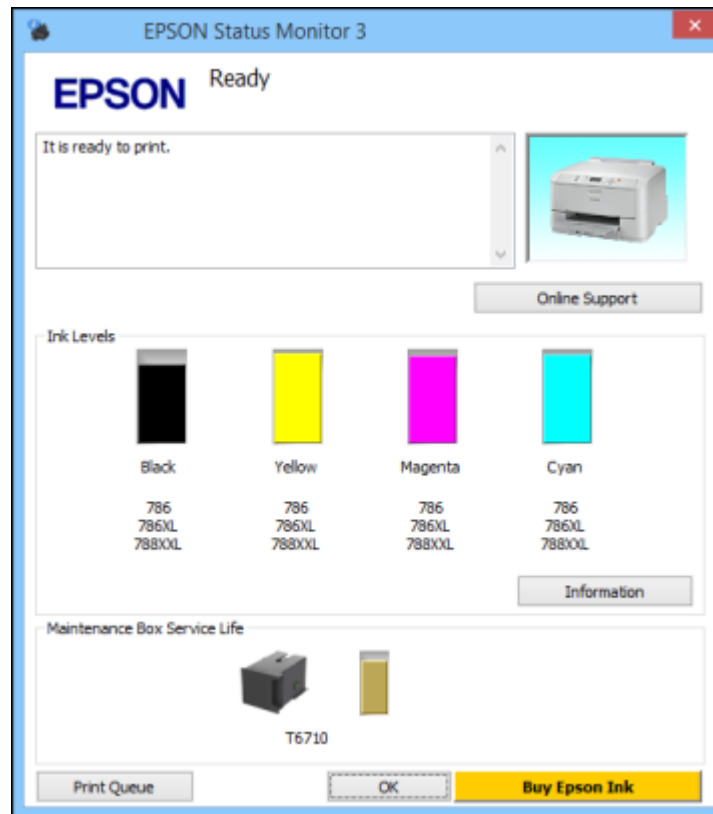 EPSON Status Monitor 3
EPSON
Ready
It is ready to print.
Online Support
Ink Levels
Black Yellow Magenta Cyan
786 786 786 786
786XL 786XL 786XL 786XL
788XXL 788XXL 788XXL 788XXL
Information
Maintenance Box Service Life
T6710
Print Queue OK Buy Epson Ink